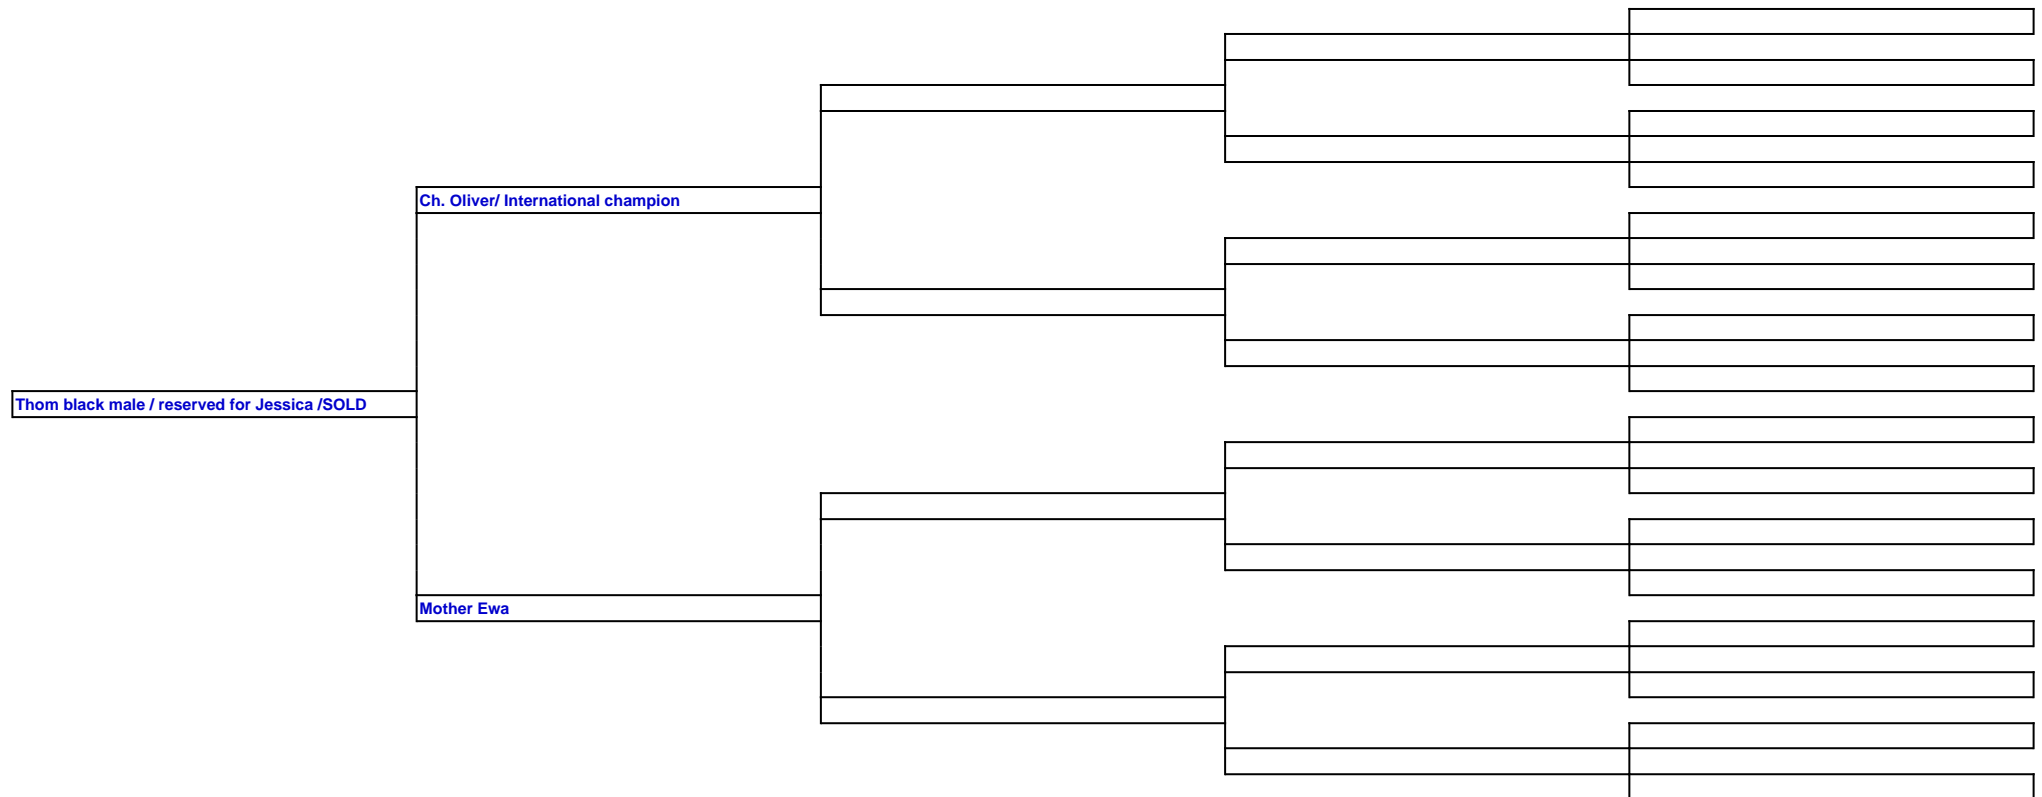 Ch. Oliver/ International champion
Thom black male / reserved for Jessica /SOLD
Mother Ewa